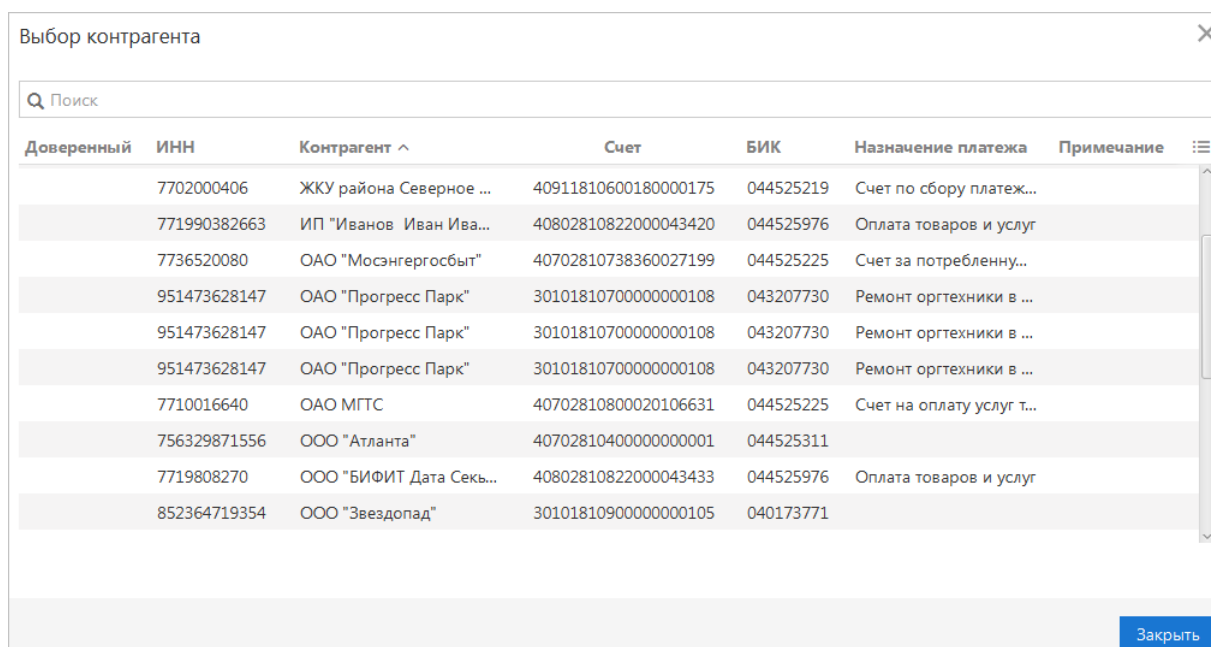 Выбор контрагента
Поиск
Доверенный ИНН Контрагент Счет БИК Назначение платежа Примечание
7702000406 ЖКУ района Северное ... 40911810600180000175 044525219 Счет по сбору платеж...
771990382663 ИП "Иванов Иван Ива... 40802810822000043420 044525976 Оплата товаров и услуг
7736520080 ОАО "Мосэнгергосбыт" 40702810738360027199 044525225 Счет за потребленну...
951473628147 ОАО "Прогресс Парк" 30101810700000000108 043207730 Ремонт оргтехники в ...
951473628147 ОАО "Прогресс Парк" 30101810700000000108 043207730 Ремонт оргтехники в ...
951473628147 ОАО "Прогресс Парк" 30101810700000000108 043207730 Ремонт оргтехники в ...
7710016640 ОАО МГТС 40702810800020106631 044525225 Счет на оплату услуг т...
756329871556 ООО "Атланта" 40702810400000000001 044525311
7719808270 ООО "БИФИТ Дата Секь... 40802810822000043433 044525976 Оплата товаров и услуг
852364719354 ООО "Звездопад" 30101810900000000105 040173771
Закрыть